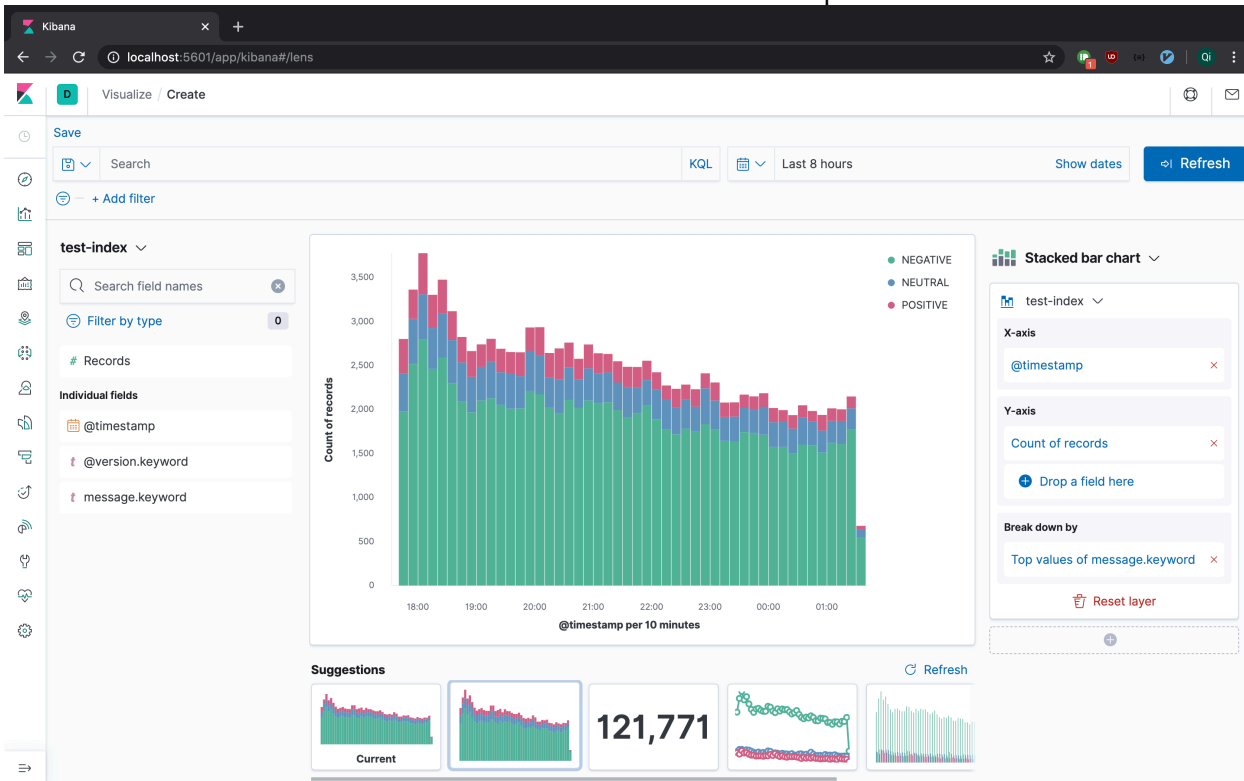 Kibana
localhost:5601/app/kibana#/lens
1
UD
Qi
D Visualize / Create
Save
Search KQL Last 8 hours Show dates Refresh
+ Add filter
test-index
Search field names
Filter by type 0
# Records
Individual fields
@timestamp
t @version.keyword
t message.keyword
Count of records
3,500
3,000
2,500
2,000
1,500
1,000
500
0
18:00 19:00 20:00 21:00 22:00 23:00 00:00 01:00
@timestamp per 10 minutes
NEGATIVE
NEUTRAL
POSITIVE
Stacked bar chart
test-index
X-axis
@timestamp
Y-axis
Count of records
Drop a field here
Break down by
Top values of message.keyword
Reset layer
Suggestions Refresh
Current
121,771